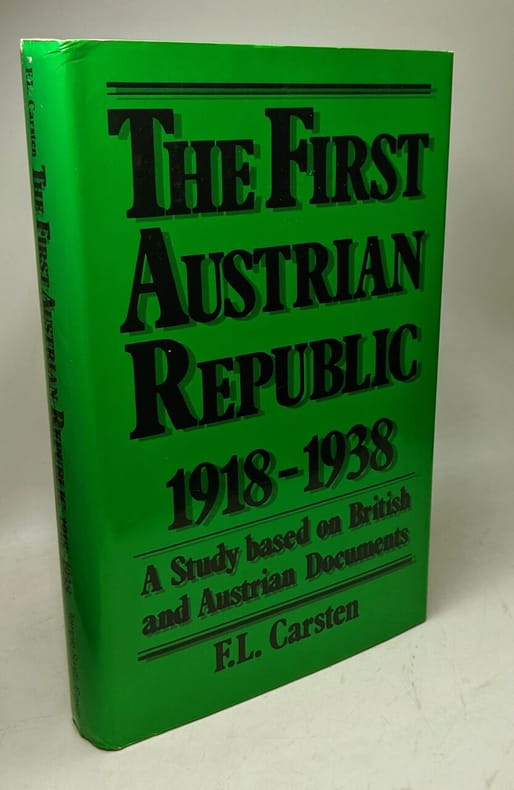 THE FIRST
AUSTRIAN
REPUBLIC
1918-1938
A Study based on British
and Austrian Documents
F.L. Carsten
F.L. Carsten THE FIRST AUSTRIAN REPUBLIC 1918-1938